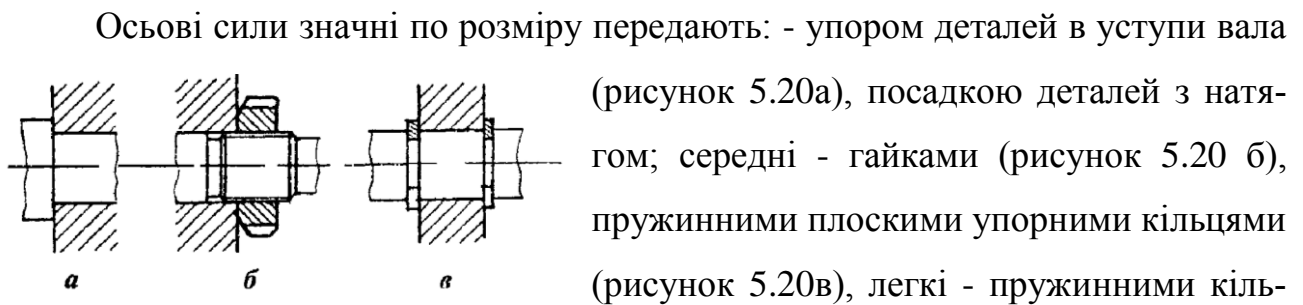 Осьові сили значні по розміру передають: - упором деталей в уступи вала
(рисунок 5.20а), посадкою деталей з натя-
гом; середні - гайками (рисунок 5.20 б),
пружинними плоскими упорними кільцями
(рисунок 5.20в), легкі - пружинними кіль-
а б в